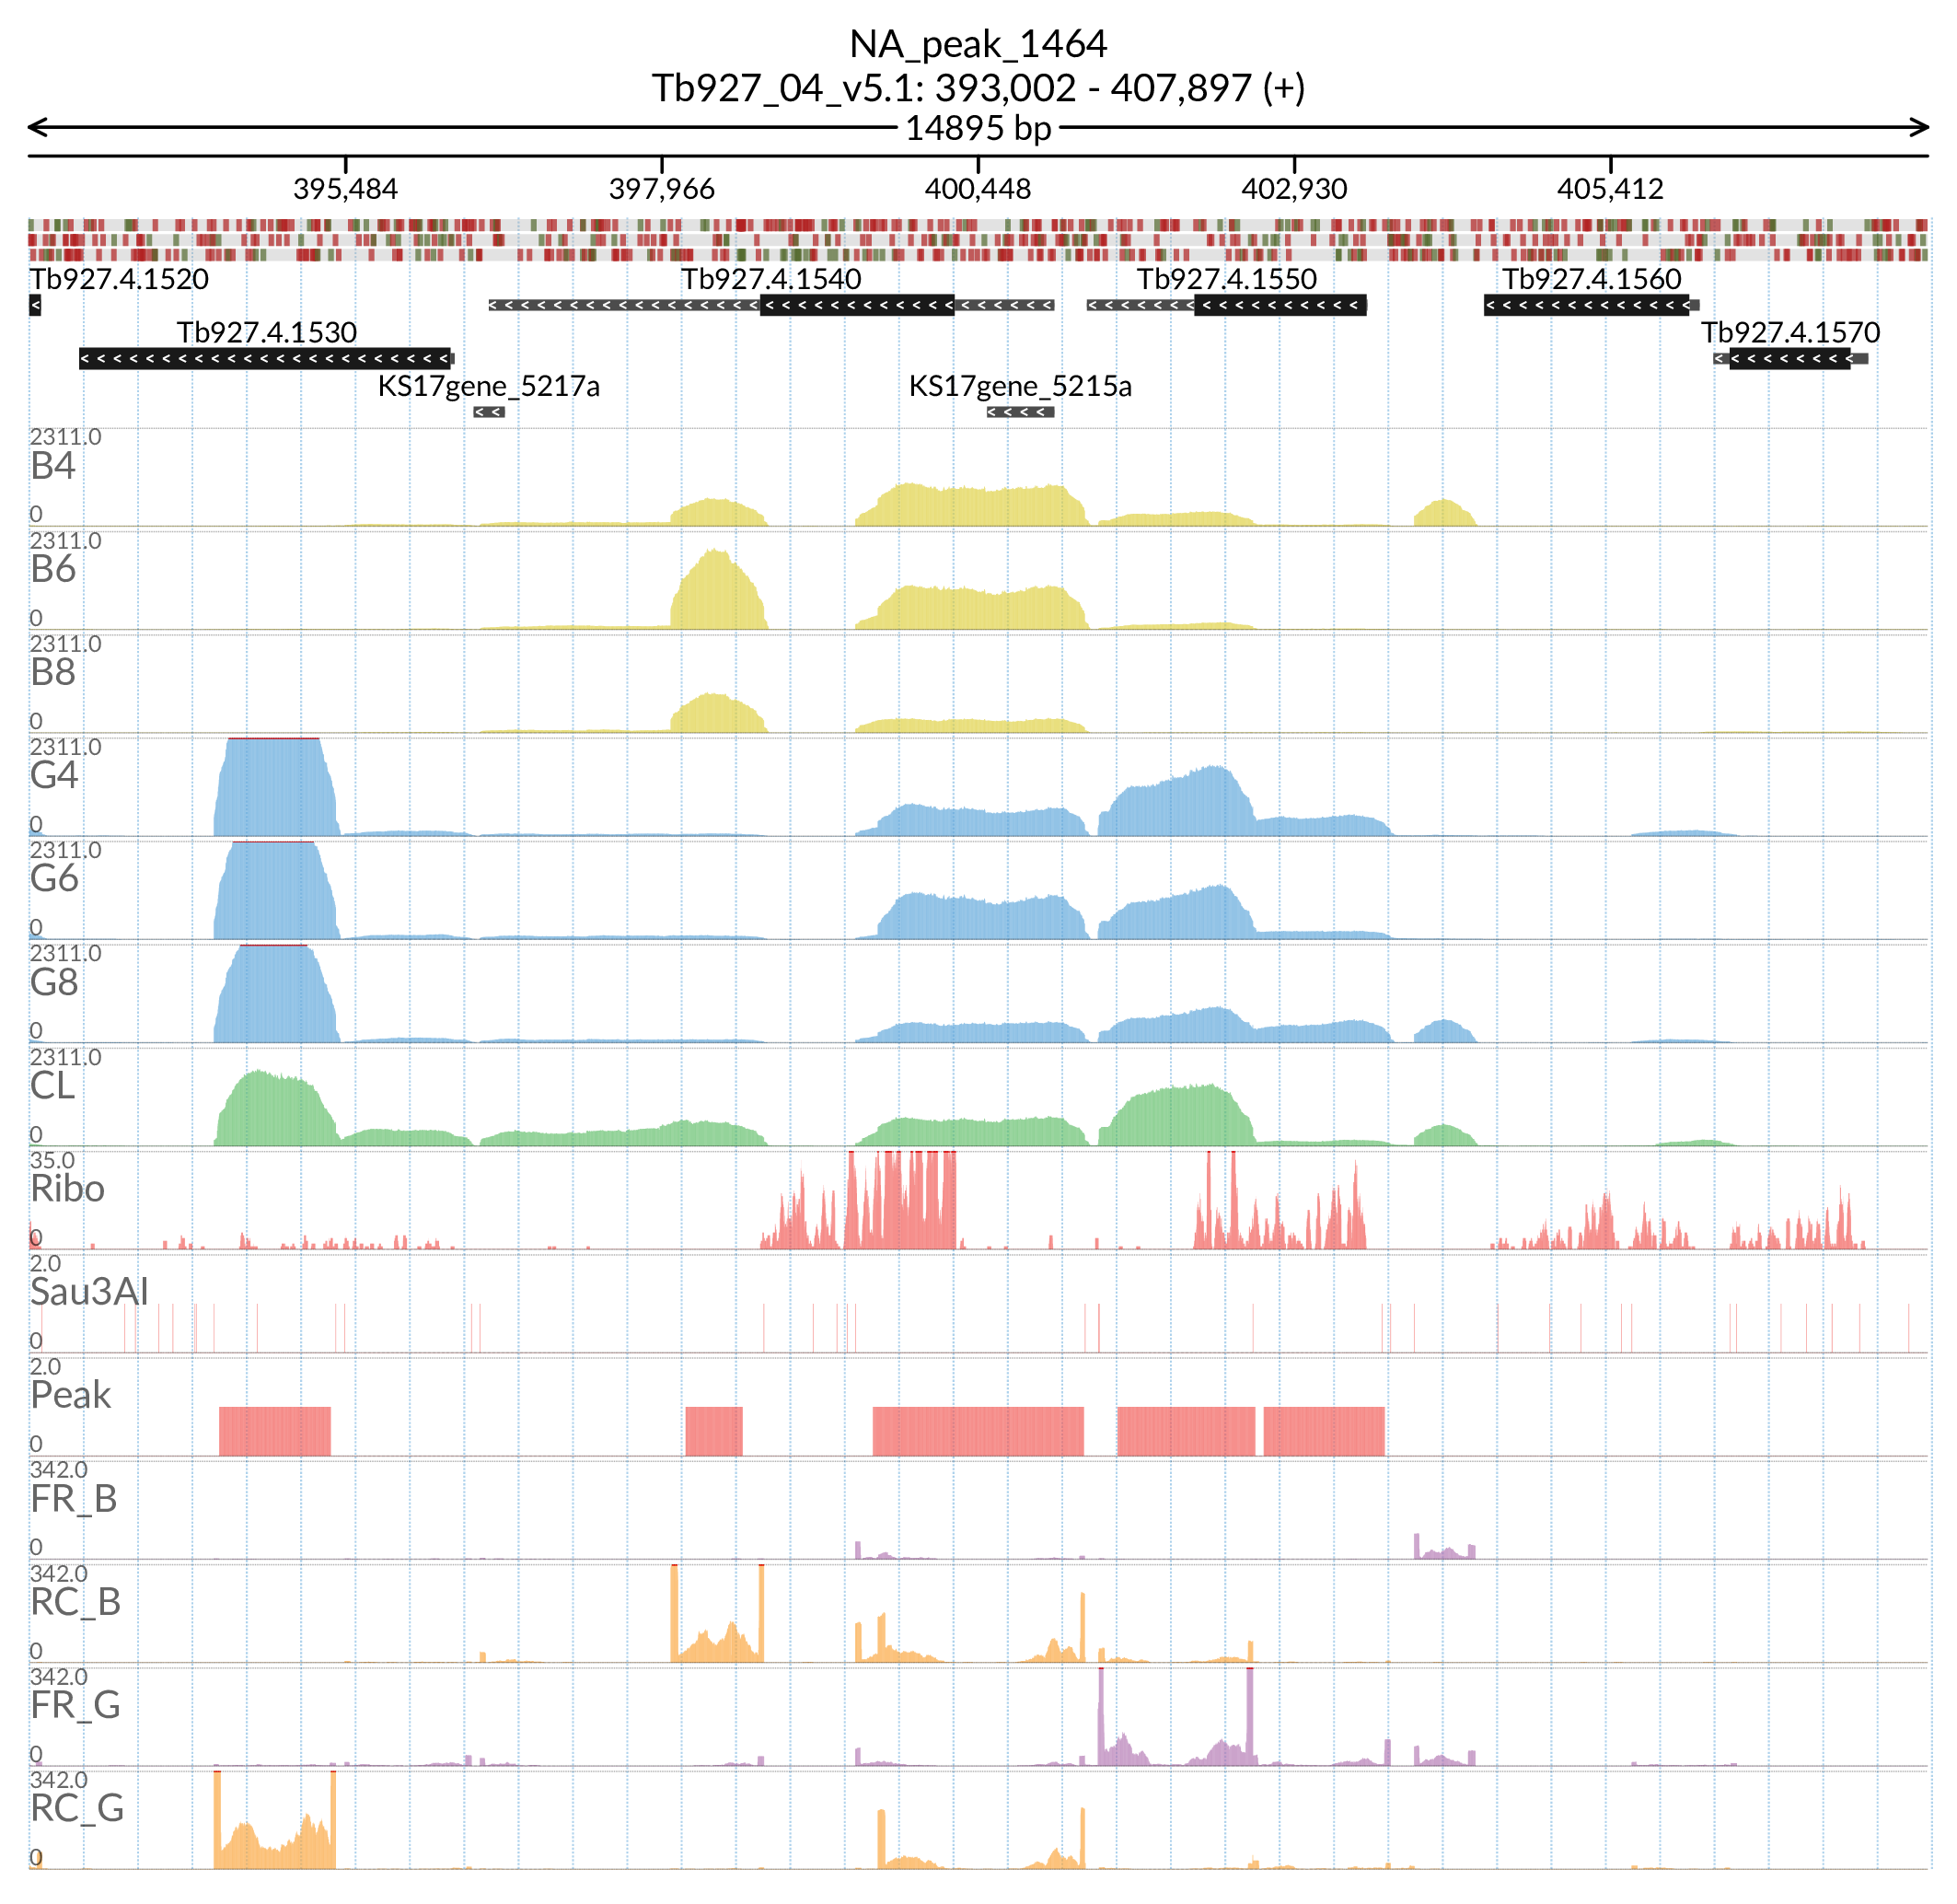 NA_peak_1464
Tb927_04_v5.1: 393,002 - 407,897 (+)
14895 bp
395,484 397,966 400,448 402,930 405,412
Tb927.4.1520 Tb927.4.1540 Tb927.4.1550 Tb927.4.1560
Tb927.4.1530 Tb927.4.1570
KS17gene_5217a KS17gene_5215a
2311.0
B4
0
2311.0
B6
0
2311.0
B8
0
2311.0
G4
0
2311.0
G6
0
2311.0
G8
0
2311.0
CL
0
35.0
Ribo
0
2.0
Sau3AI
0
2.0
Peak
0
342.0
FR_B
0
342.0
RC_B
0
342.0
FR_G
0
342.0
RC_G
0